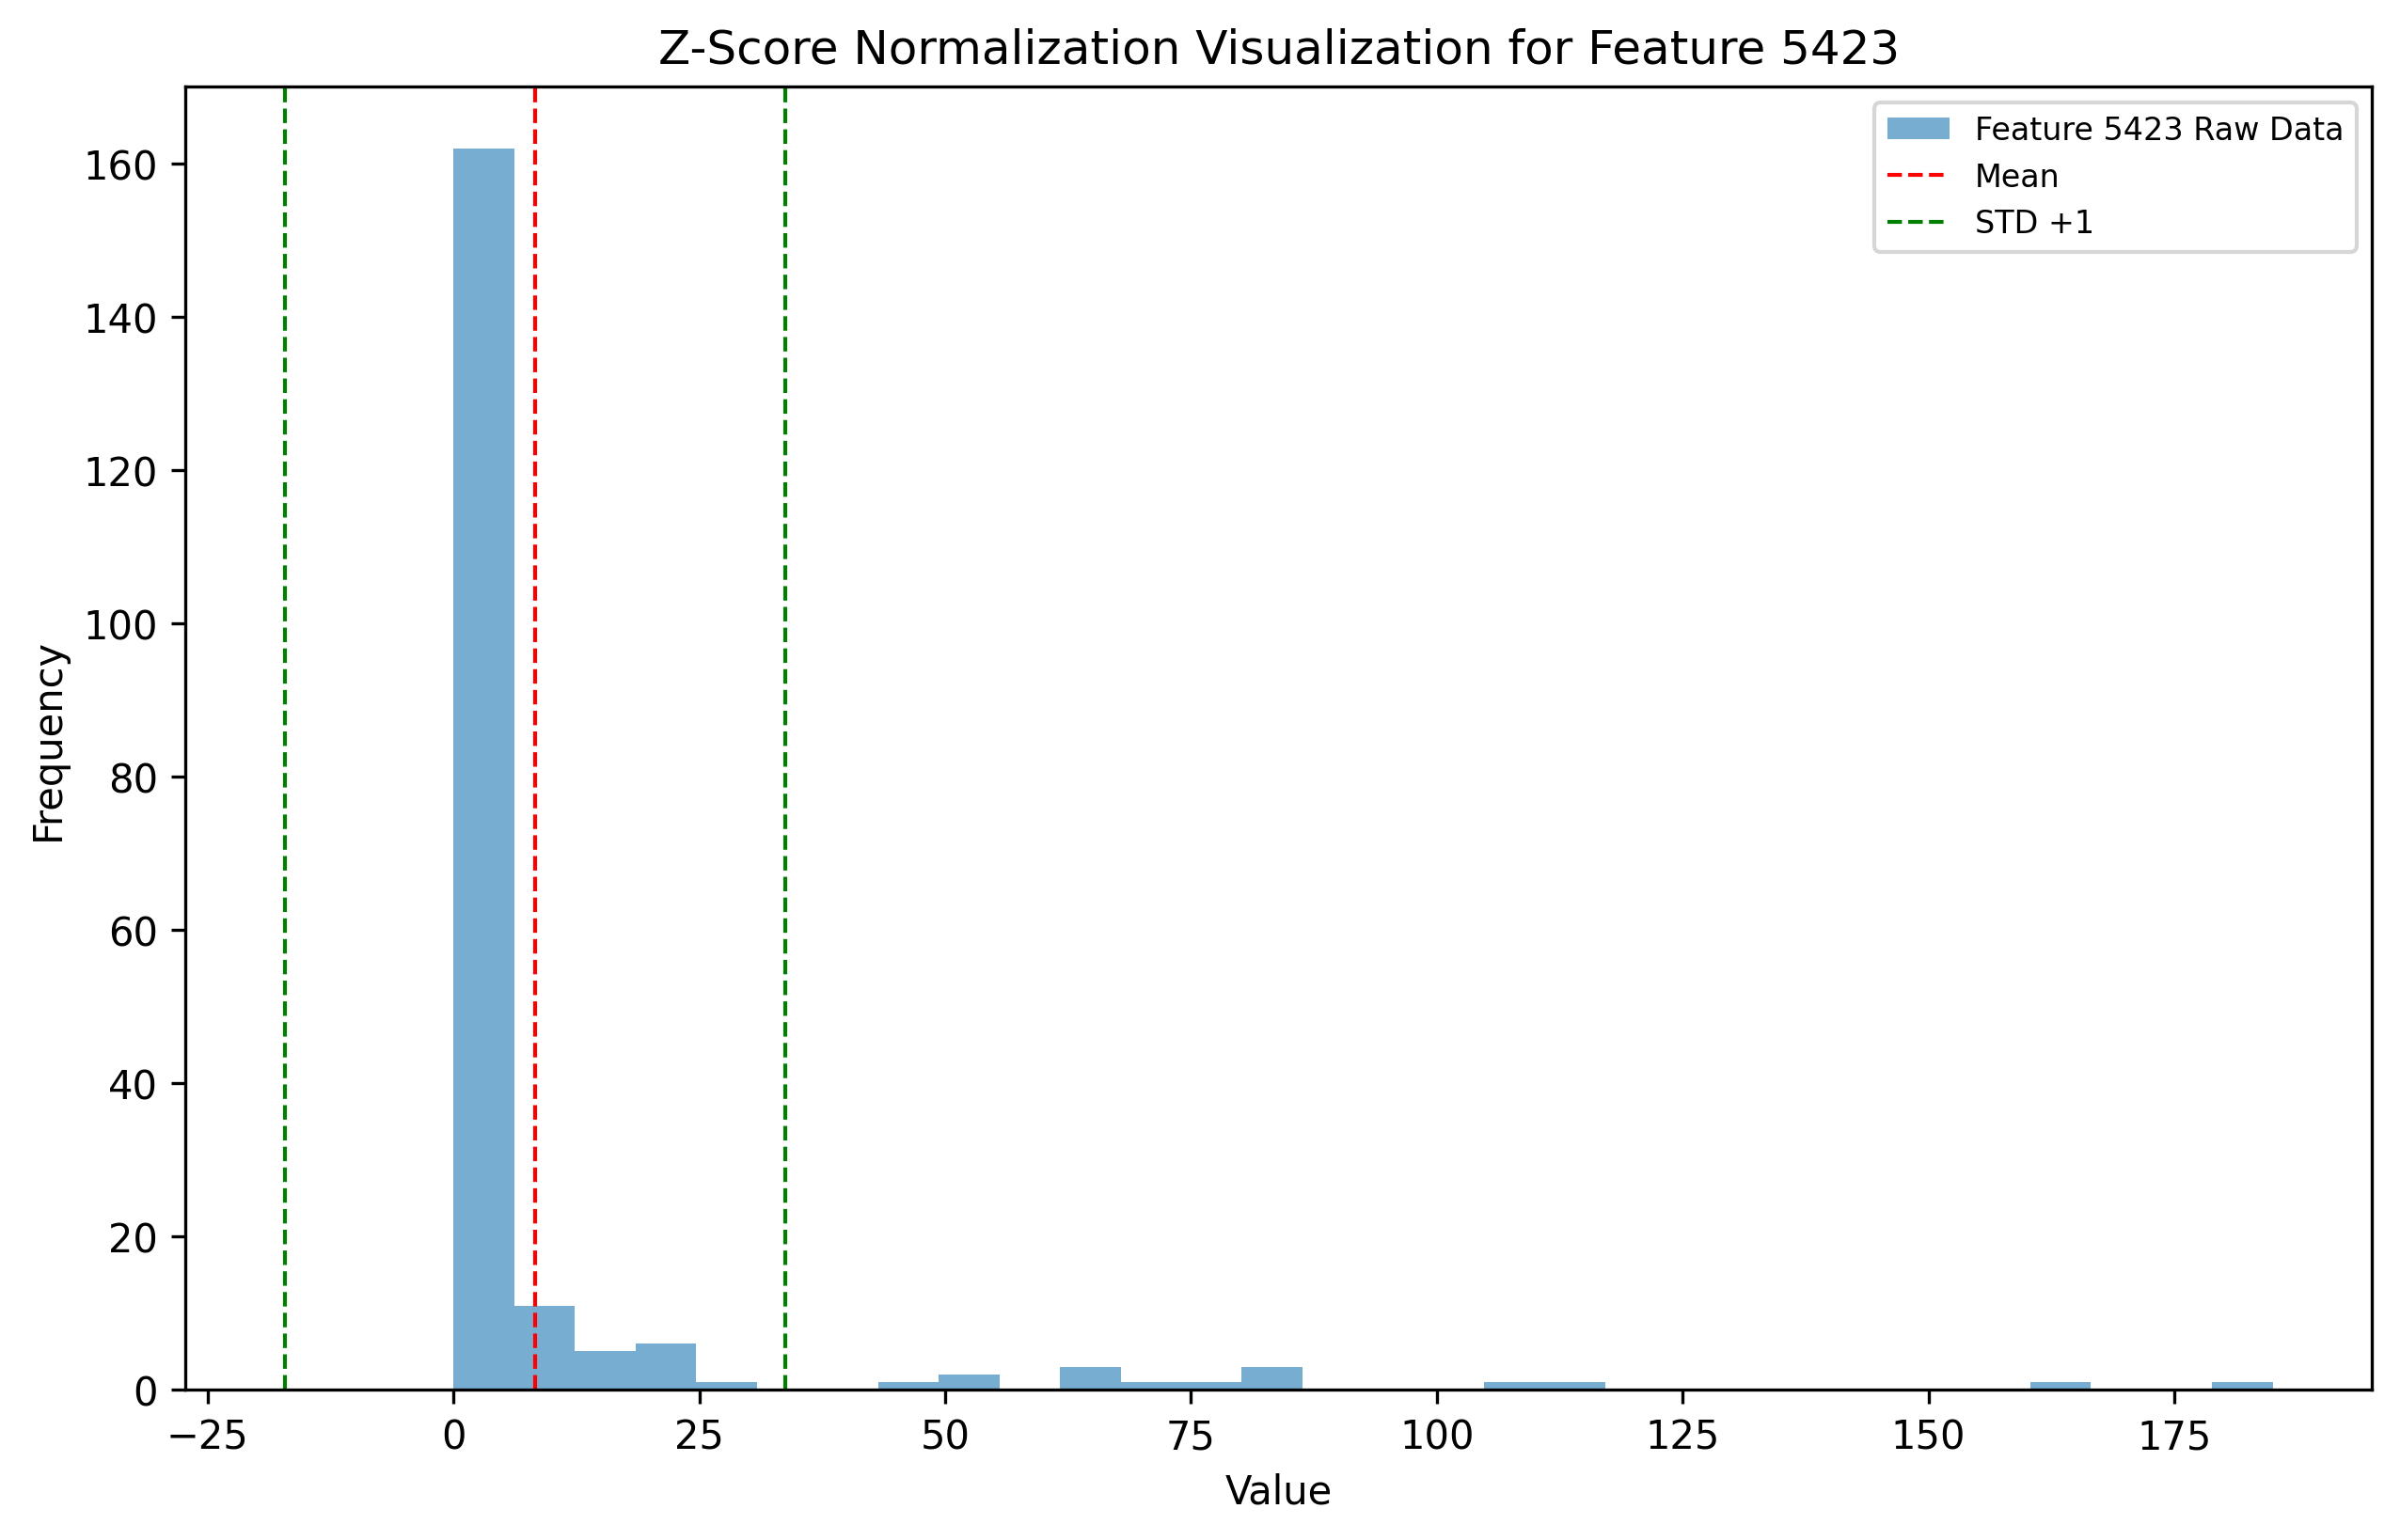 Z-Score Normalization Visualization for Feature 5423
Feature 5423 Raw Data
Mean
STD +1
160
140
120
100
80
60
40
20
0
Frequency
−25 0 25 50 75 100 125 150 175
Value